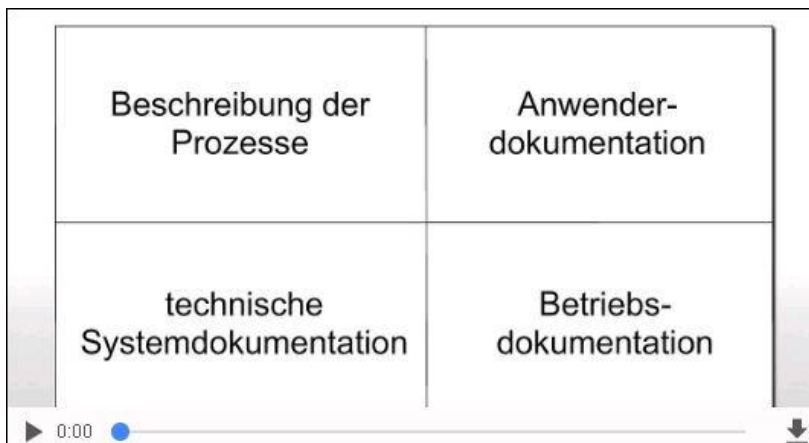 Beschreibung der
Prozesse
Anwender-
dokumentation
technische
Systemdokumentation
Betriebs-
dokumentation
0:00